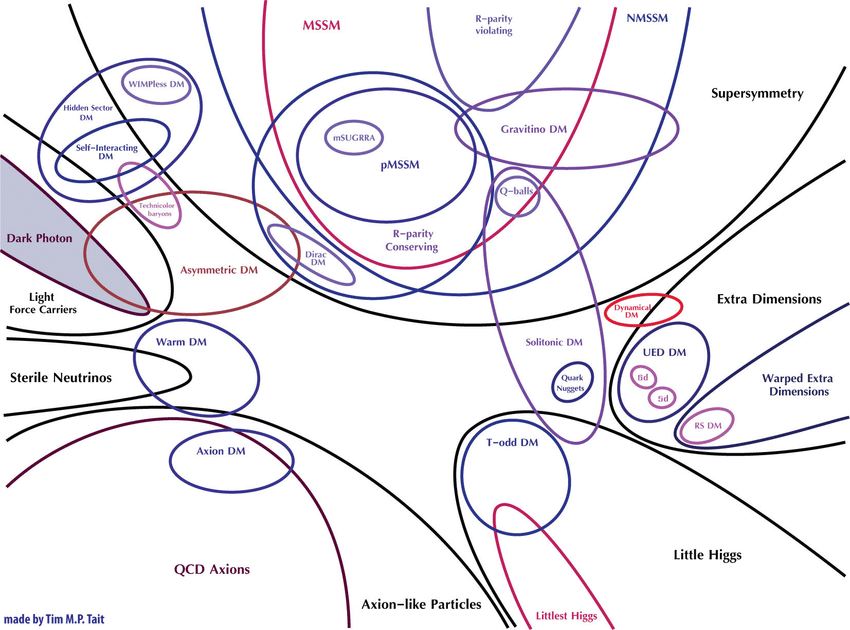 MSSM
R-parity
violating
NMSSM
WIMPless DM
Hidden Sector
DM
Self-Interacting
DM
Supersymmetry
mSUGRRA
pMSSM
Gravitino DM
Q-balls
Technicolor
baryons
R-parity
Conserving
Dark Photon
Asymmetric DM
Dirac
DM
Light
Force Carriers
Extra Dimensions
Dynamical
DM
Warm DM
Solitonic DM
UED DM
Sterile Neutrinos
Quark
Nuggets
Warped Extra
Dimensions
RS DM
Axion DM
T-odd DM
QCD Axions
Axion-like Particles
Little Higgs
Littlest Higgs
made by Tim M.P. Tait